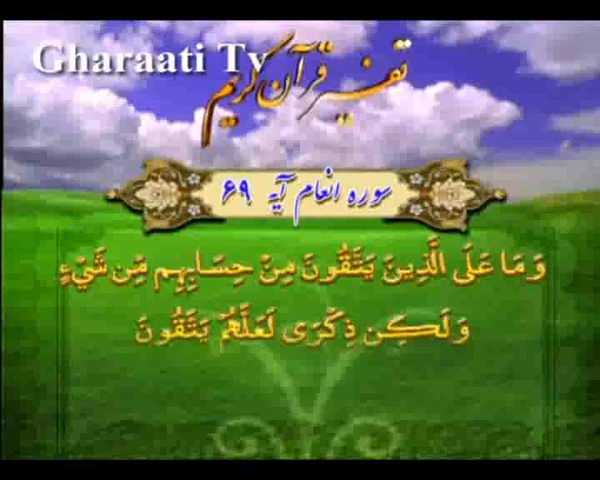 Gharaati Tv
تفسیر قرآن کریم
سوره انعام آیه ۶۹
وَمَا عَلَى الَّذِينَ يَتَّقُونَ مِنْ حِسَابِهِم مِّن شَيْءٍ
وَلَكِن ذِكْرَى لَعَلَّهُمْ يَتَّقُونَ